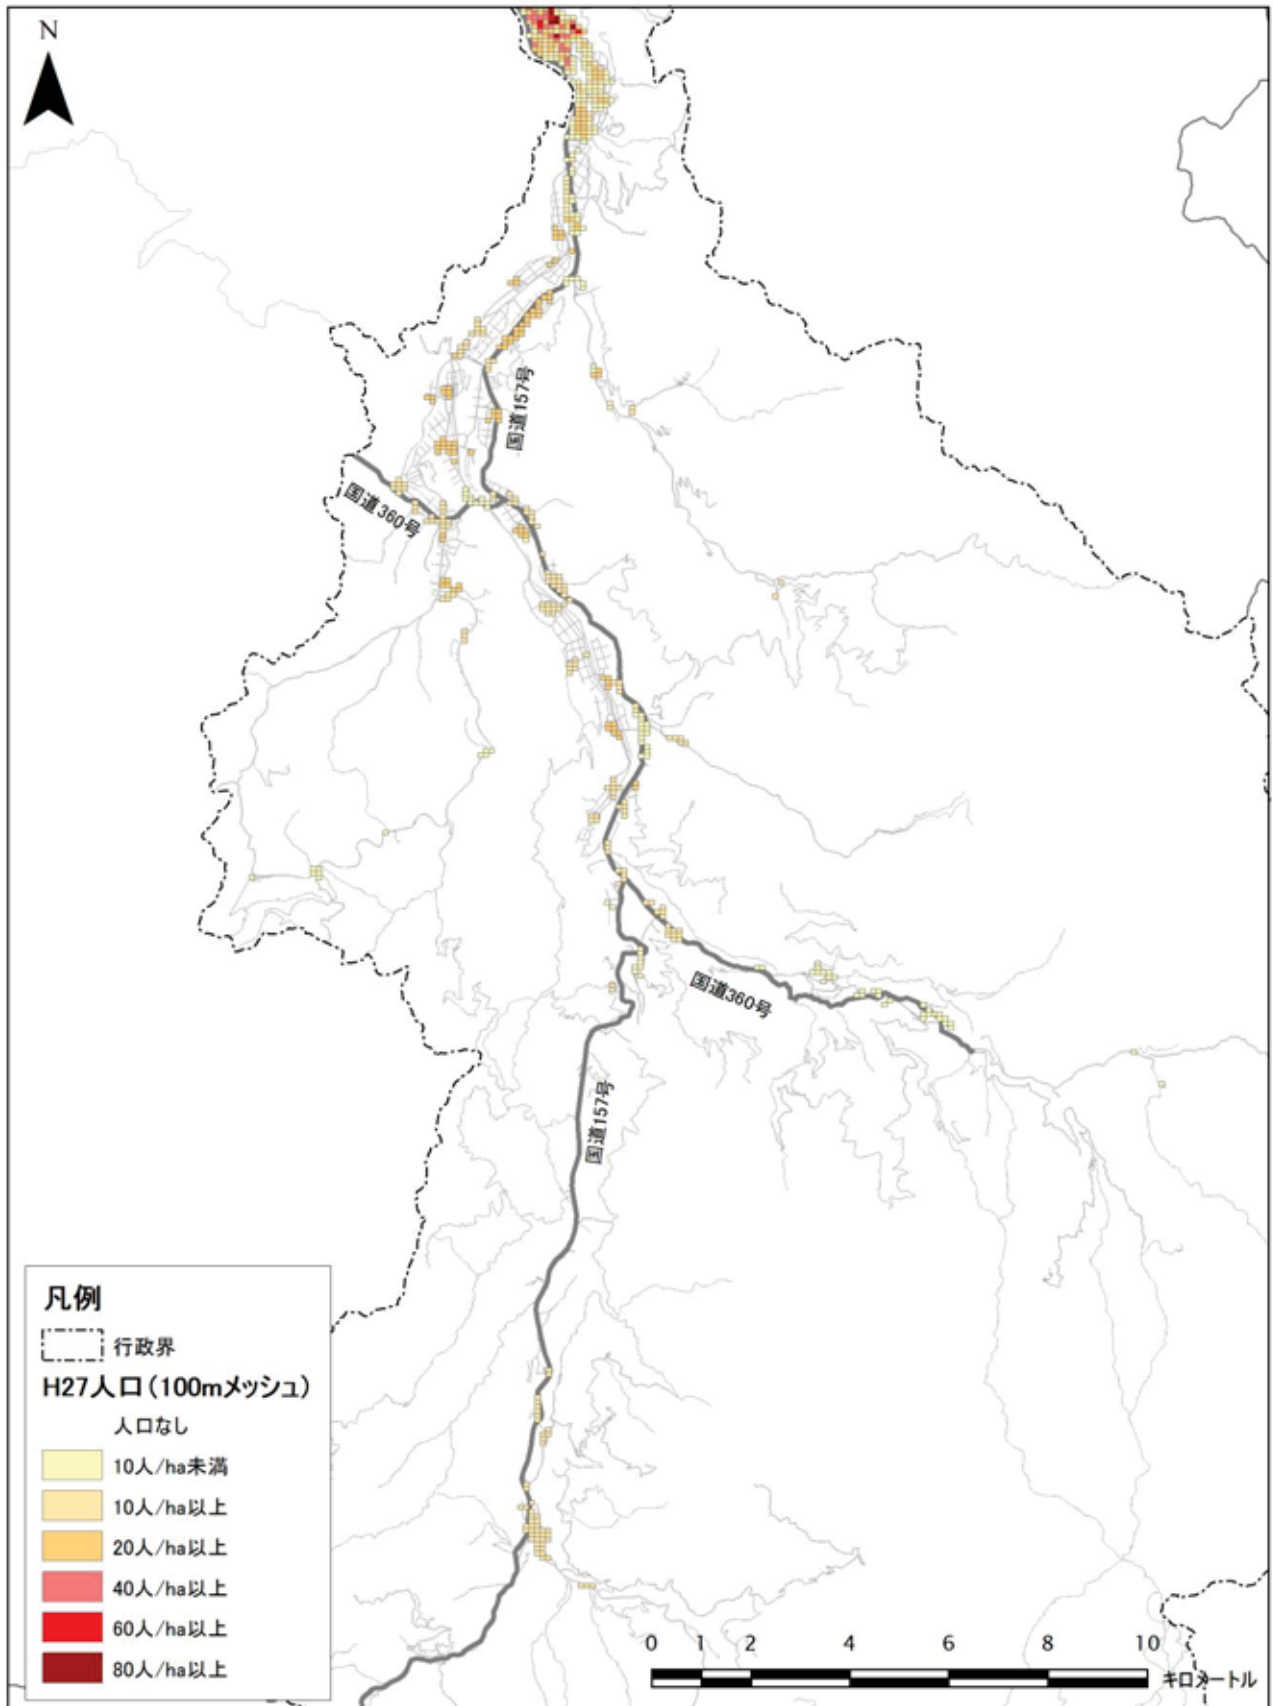 N
国道157号
国道360号
国道360号
国道157号
凡例
行政界
H27人口（100mメッシュ）
人口なし
10人/ha未満
10人/ha以上
20人/ha以上
40人/ha以上
60人/ha以上
80人/ha以上
0 1 2 4 6 8 10
キロメートル